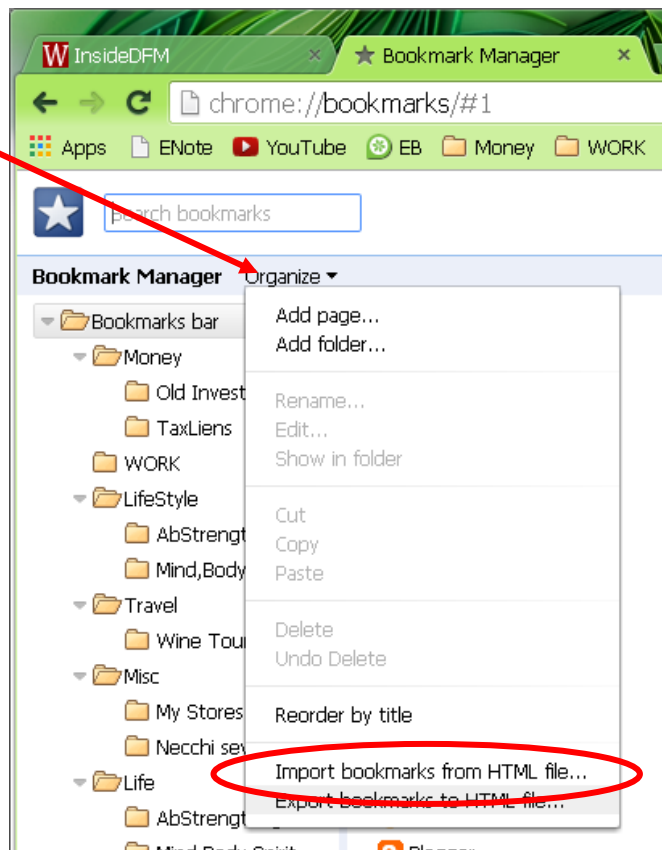 InsideDFM × Bookmark Manager ×
chrome://bookmarks/#1
Apps ENote YouTube EB Money WORK
Search bookmarks
Bookmark Manager Organize
Bookmarks bar
Add page...
Add folder...
Money
Old Invest
Rename...
TaxLiens
Edit...
WORK
Show in folder
LifeStyle
Cut
AbStrengt
Copy
Mind,Body
Paste
Travel
Wine Tour
Delete
Undo Delete
Misc
My Stores
Reorder by title
Necchi sev
Import bookmarks from HTML file...
Life
Export bookmarks to HTML file...
AbStrengt
Mind Body Spirit
Blogger